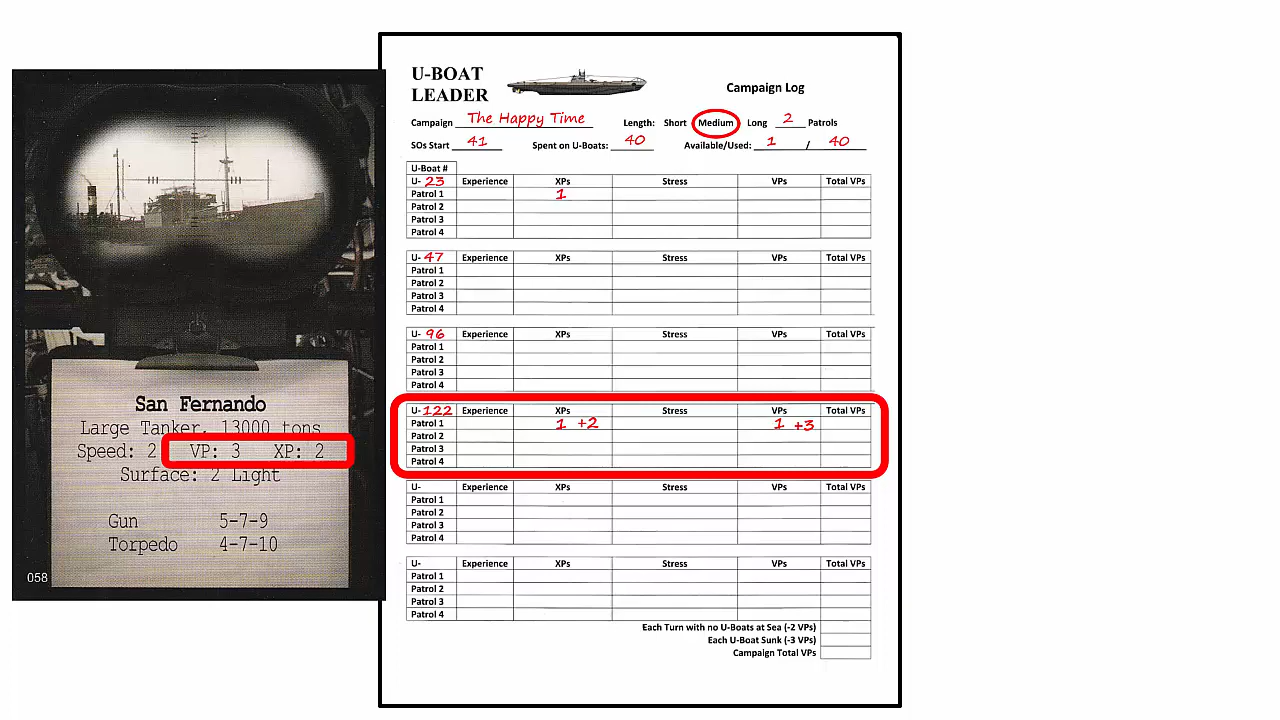 San Fernando
Large Tanker, 13000 tons
Speed: 2 VP: 3 XP: 2
Surface: 2 Light
Gun 5-7-9
Torpedo 4-7-10
058
U-BOAT
LEADER
Campaign Log
Campaign The Happy Time Length: Short Medium Long 2 Patrols
SOs Start 41 Spent on U-Boats: 40 Available/Used: 1 / 40
U-Boat #
U- 23 Experience XPs Stress VPs Total VPs
Patrol 1 1
Patrol 2
Patrol 3
Patrol 4
U- 47 Experience XPs Stress VPs Total VPs
Patrol 1
Patrol 2
Patrol 3
Patrol 4
U- 96 Experience XPs Stress VPs Total VPs
Patrol 1
Patrol 2
Patrol 3
Patrol 4
U- 122 Experience XPs Stress VPs Total VPs
Patrol 1 1 +2 1 +3
Patrol 2
Patrol 3
Patrol 4
U- Experience XPs Stress VPs Total VPs
Patrol 1
Patrol 2
Patrol 3
Patrol 4
U- Experience XPs Stress VPs Total VPs
Patrol 1
Patrol 2
Patrol 3
Patrol 4
Each Turn with no U-Boats at Sea (-2 VPs)
Each U-Boat Sunk (-3 VPs)
Campaign Total VPs